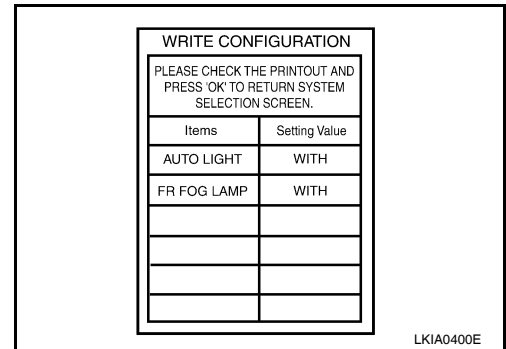 WRITE CONFIGURATION
PLEASE CHECK THE PRINTOUT AND
PRESS 'OK' TO RETURN SYSTEM
SELECTION SCREEN.
Items Setting Value
AUTO LIGHT WITH
FR FOG LAMP WITH
LKIA0400E